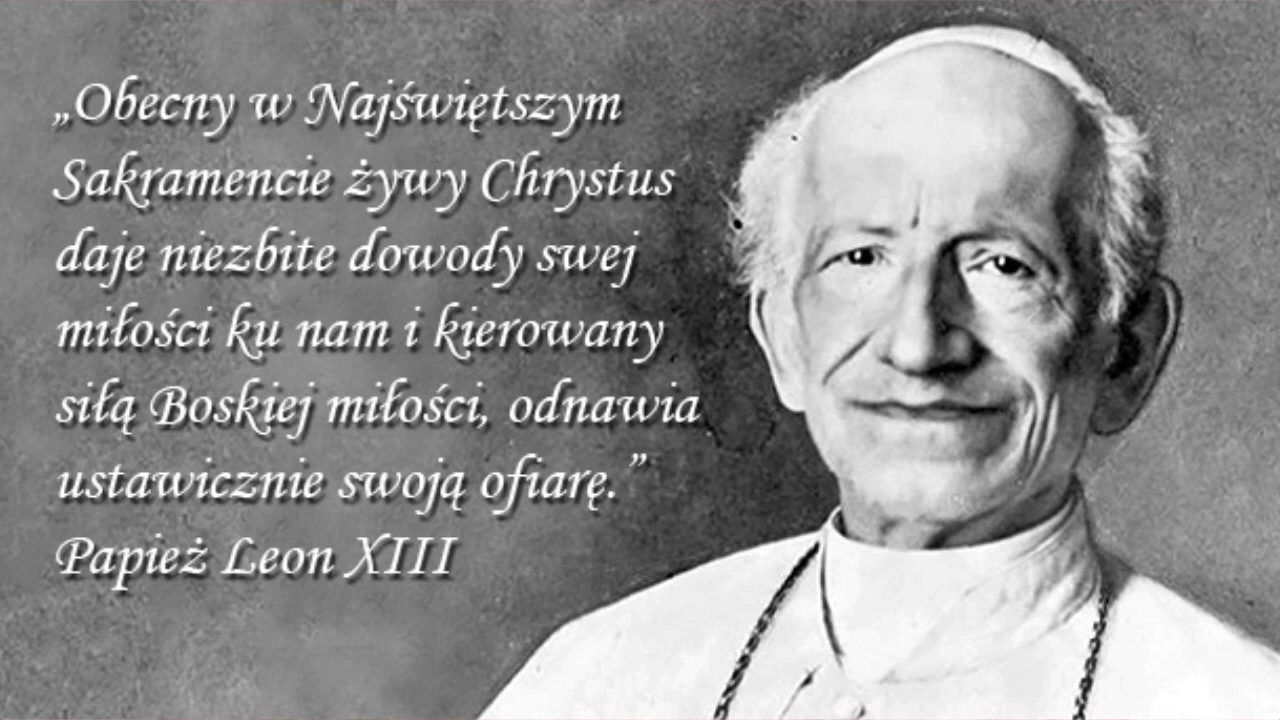 „Obecny w Najświętszym
Sakramencie żywy Chrystus
daje niezbite dowody swej
miłości ku nam i kierowany
siłą Boskiej miłości, odnawia
ustawicznie swoją ofiarę.”
Papież Leon XIII